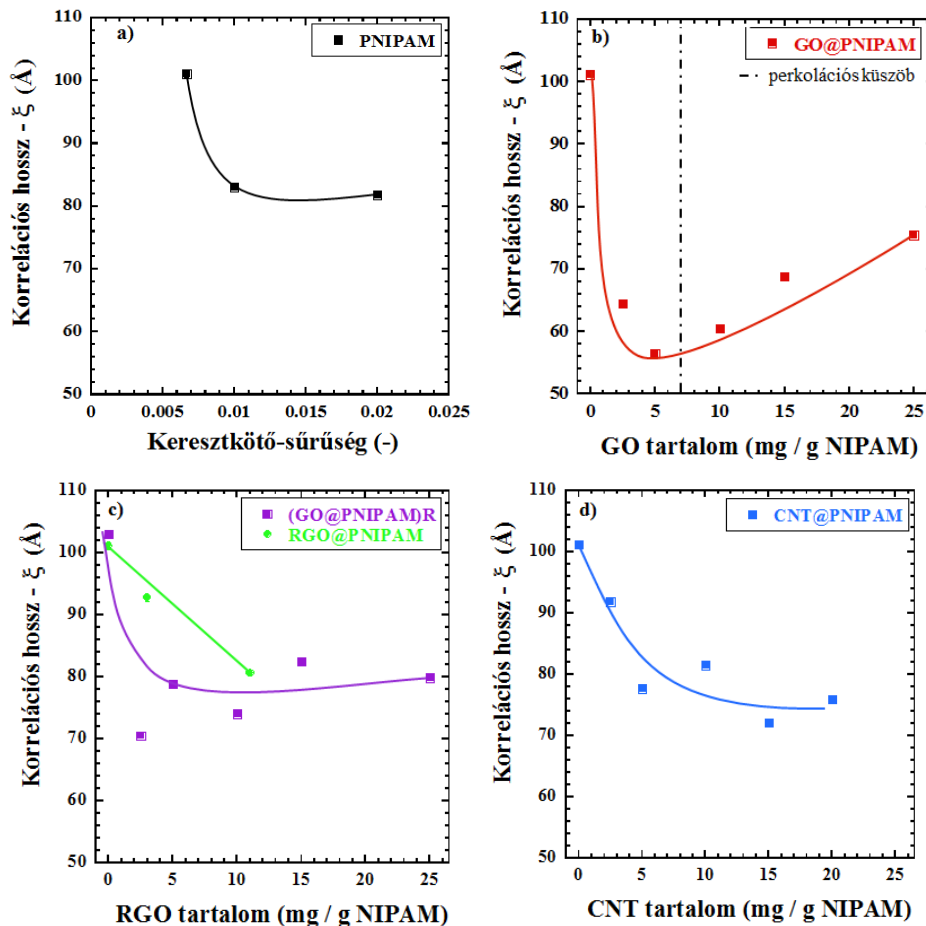 a)
PNIPAM
Korrelációs hossz - ξ (Å)
110
100
90
80
70
60
50
0
0.005
0.01
0.015
0.02
0.025
Keresztkötő-sűrűség (-)
b)
GO@PNIPAM
perkolációs küszöb
Korrelációs hossz - ξ (Å)
110
100
90
80
70
60
50
0
5
10
15
20
25
GO tartalom (mg / g NIPAM)
c)
(GO@PNIPAM)R
RGO@PNIPAM
Korrelációs hossz - ξ (Å)
110
100
90
80
70
60
50
0
5
10
15
20
25
RGO tartalom (mg / g NIPAM)
d)
CNT@PNIPAM
Korrelációs hossz - ξ (Å)
110
100
90
80
70
60
50
0
5
10
15
20
25
CNT tartalom (mg / g NIPAM)